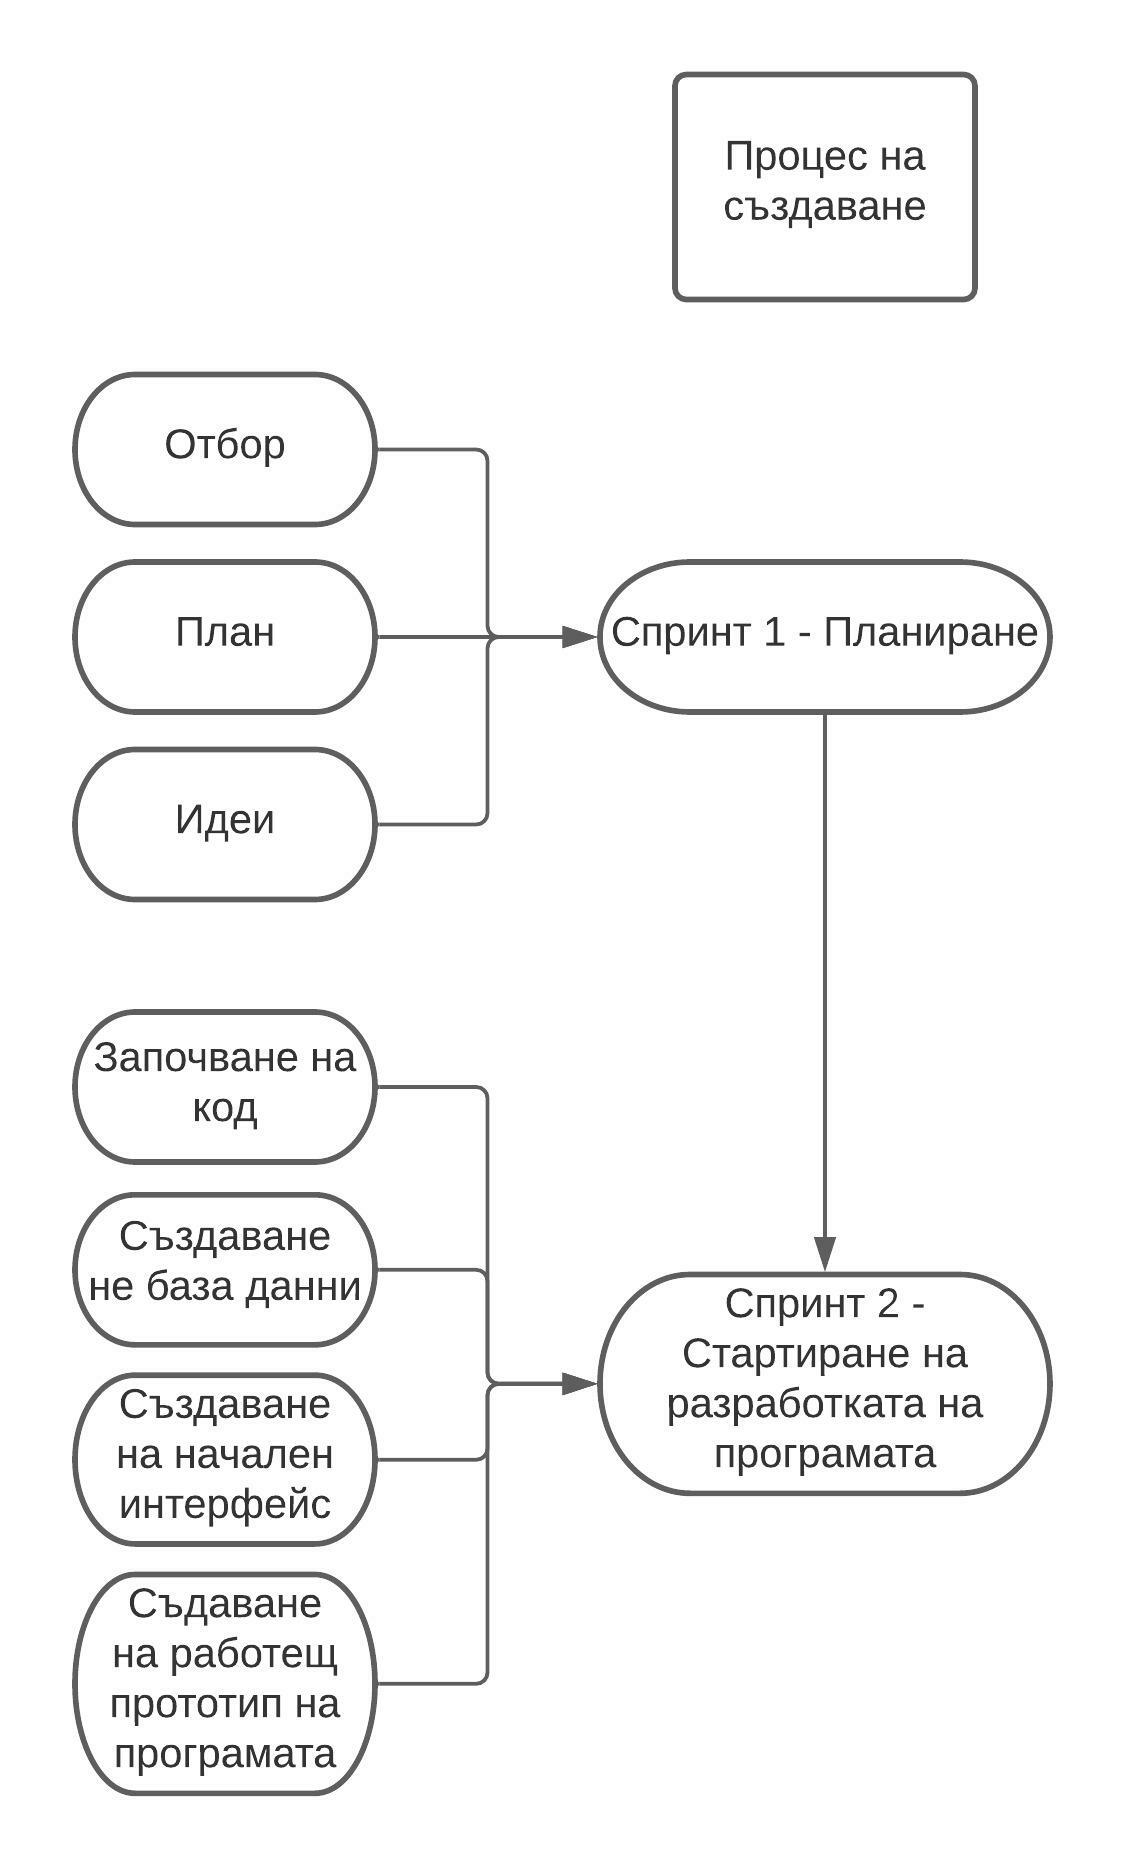 Процес на
създаване
Отбор
План
Спринт 1 - Планиране
Идеи
Започване на
код
Създаване
не база данни
Спринт 2 -
Стартиране на
разработката на
програмата
Създаване
на начален
интерфейс
Съдаване
на работещ
прототип на
програмата